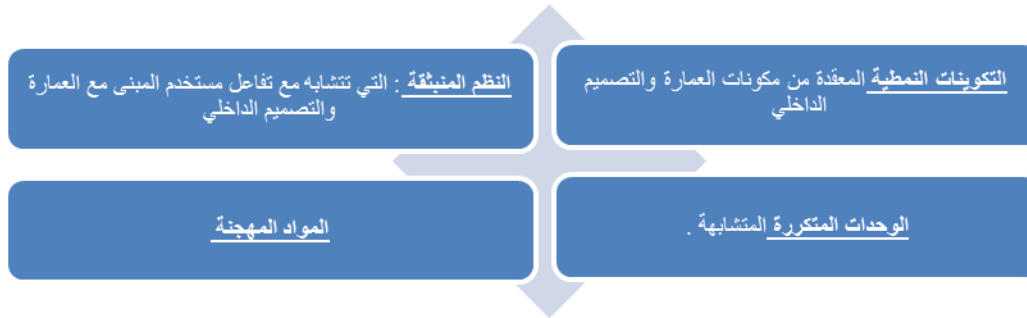 التكوينات النمطية المعقدة من مكونات العمارة والتصميم
الداخلي
النظم المنبثقة : التي تتشابه مع تفاعل مستخدم المبنى مع العمارة
والتصميم الداخلي
الوحدات المتكررة المتشابهة .
المواد المهجنة